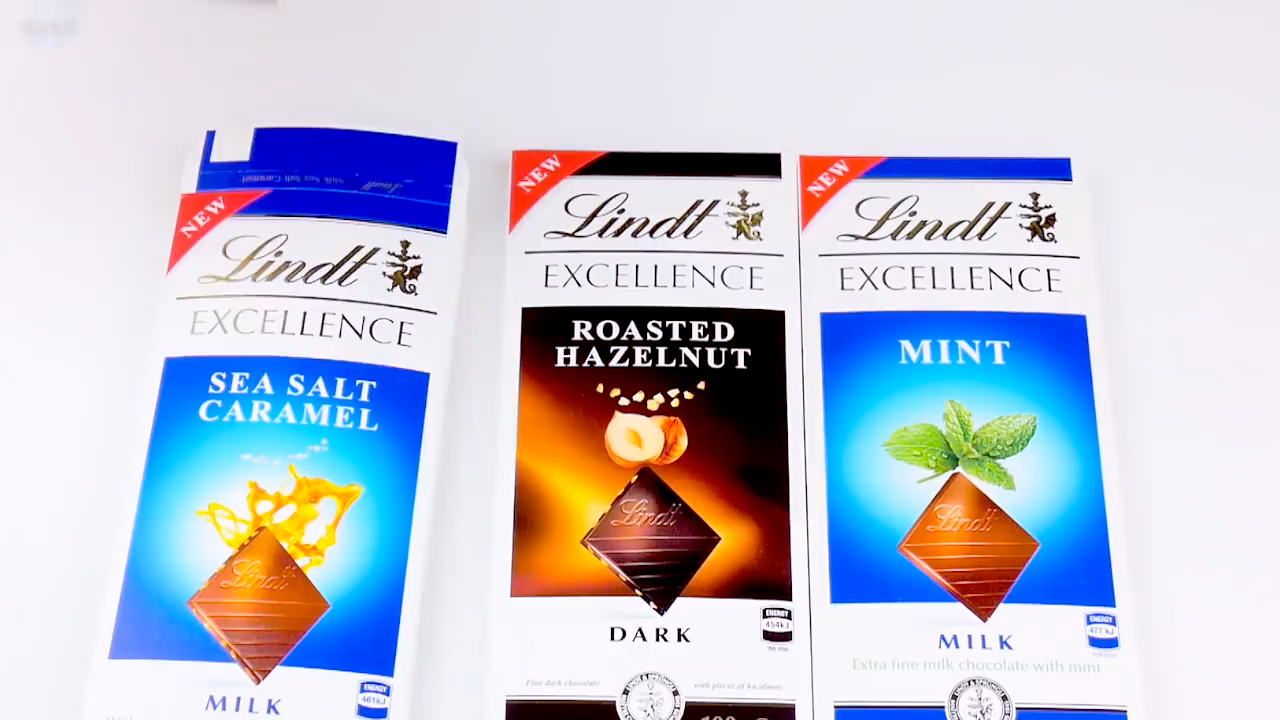 NEW
Lindt
EXCELLENCE
SEA SALT
CARAMEL
Lindt
MILK
ENERGY
461kJ
NEW
Lindt
EXCELLENCE
ROASTED
HAZELNUT
Lindt
DARK
ENERGY
454kJ
Fine dark chocolate
with pieces of hazelnuts
NEW
Lindt
EXCELLENCE
MINT
Lindt
MILK
ENERGY
477 kJ
Extra fine milk chocolate with mint